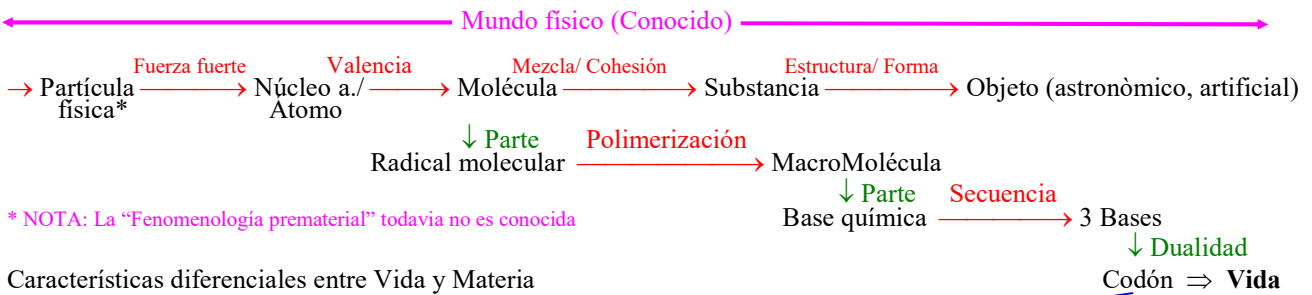 Mundo físico (Conocido)
Fuerza fuerte Valencia Mezcla/ Cohesión Estructura/ Forma
→ Partícula → Núcleo a./ → Molécula → Substancia → Objeto (astronòmico, artificial)
física* Átomo
↓ Parte Polimerización
Radical molecular → MacroMolécula
↓ Parte Secuencia
* NOTA: La “Fenomenología prematerial” todavia no es conocida Base química → 3 Bases
↓ Dualidad
Características diferenciales entre Vida y Materia Codón ⇒ Vida